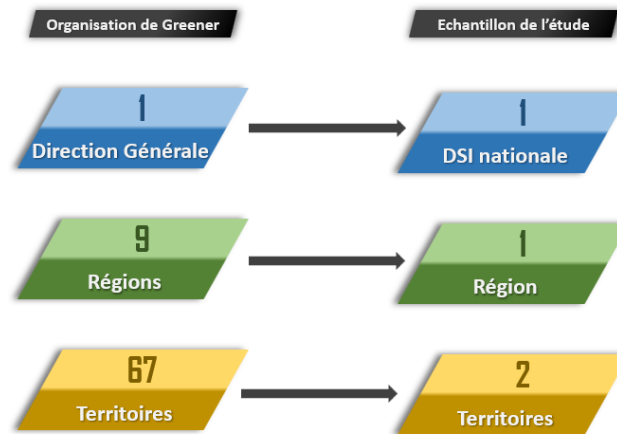 Organisation de Greener
Echantillon de l'étude
1
Direction Générale
1
DSI nationale
9
Régions
1
Région
67
Territoires
2
Territoires